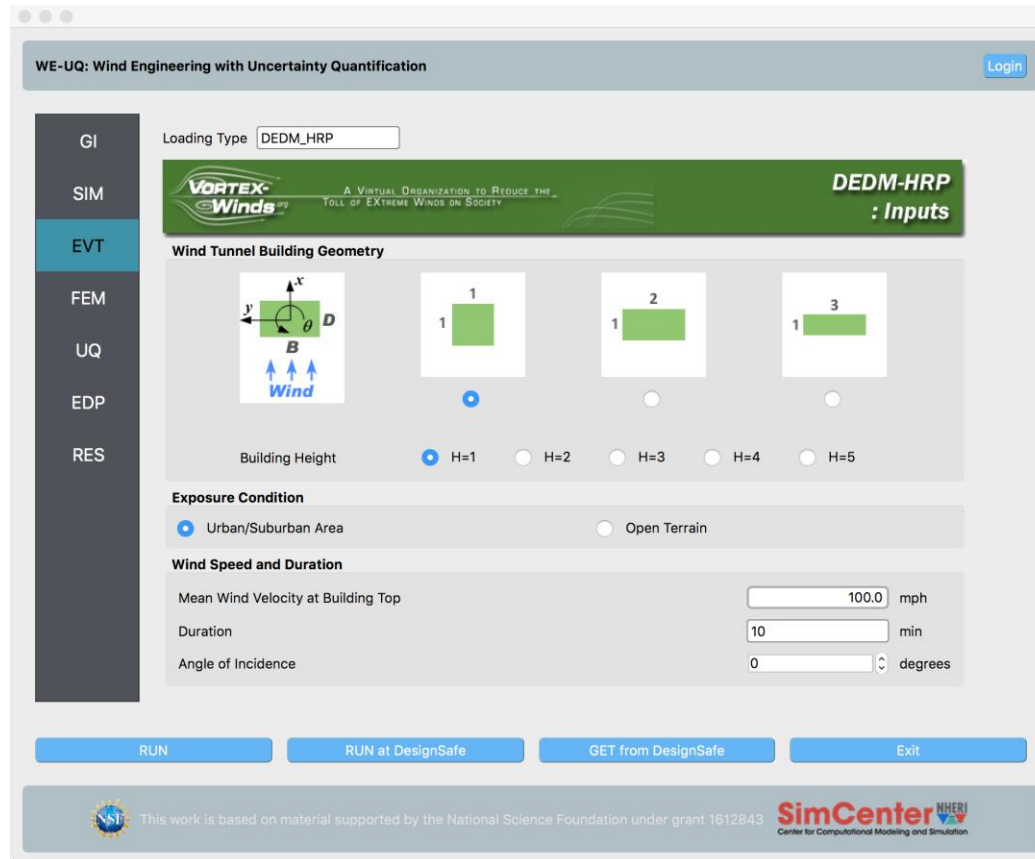 WE-UQ: Wind Engineering with Uncertainty Quantification
Login
GI
SIM
EVT
FEM
UQ
EDP
RES
Loading Type DEDM_HRP
VORTEX-Winds.org
A VIRTUAL ORGANIZATION TO REDUCE THE
TOLL OF EXTREME WINDS ON SOCIETY
DEDM-HRP
: Inputs
Wind Tunnel Building Geometry
x
y
θ
D
B
Wind
1
1
2
1
3
1
Building Height H=1 H=2 H=3 H=4 H=5
Exposure Condition
Urban/Suburban Area Open Terrain
Wind Speed and Duration
Mean Wind Velocity at Building Top 100.0 mph
Duration 10 min
Angle of Incidence 0 degrees
RUN RUN at DesignSafe GET from DesignSafe Exit
NSF
This work is based on material supported by the National Science Foundation under grant 1612843
SimCenter NHERI
Center for Computational Modeling and Simulation